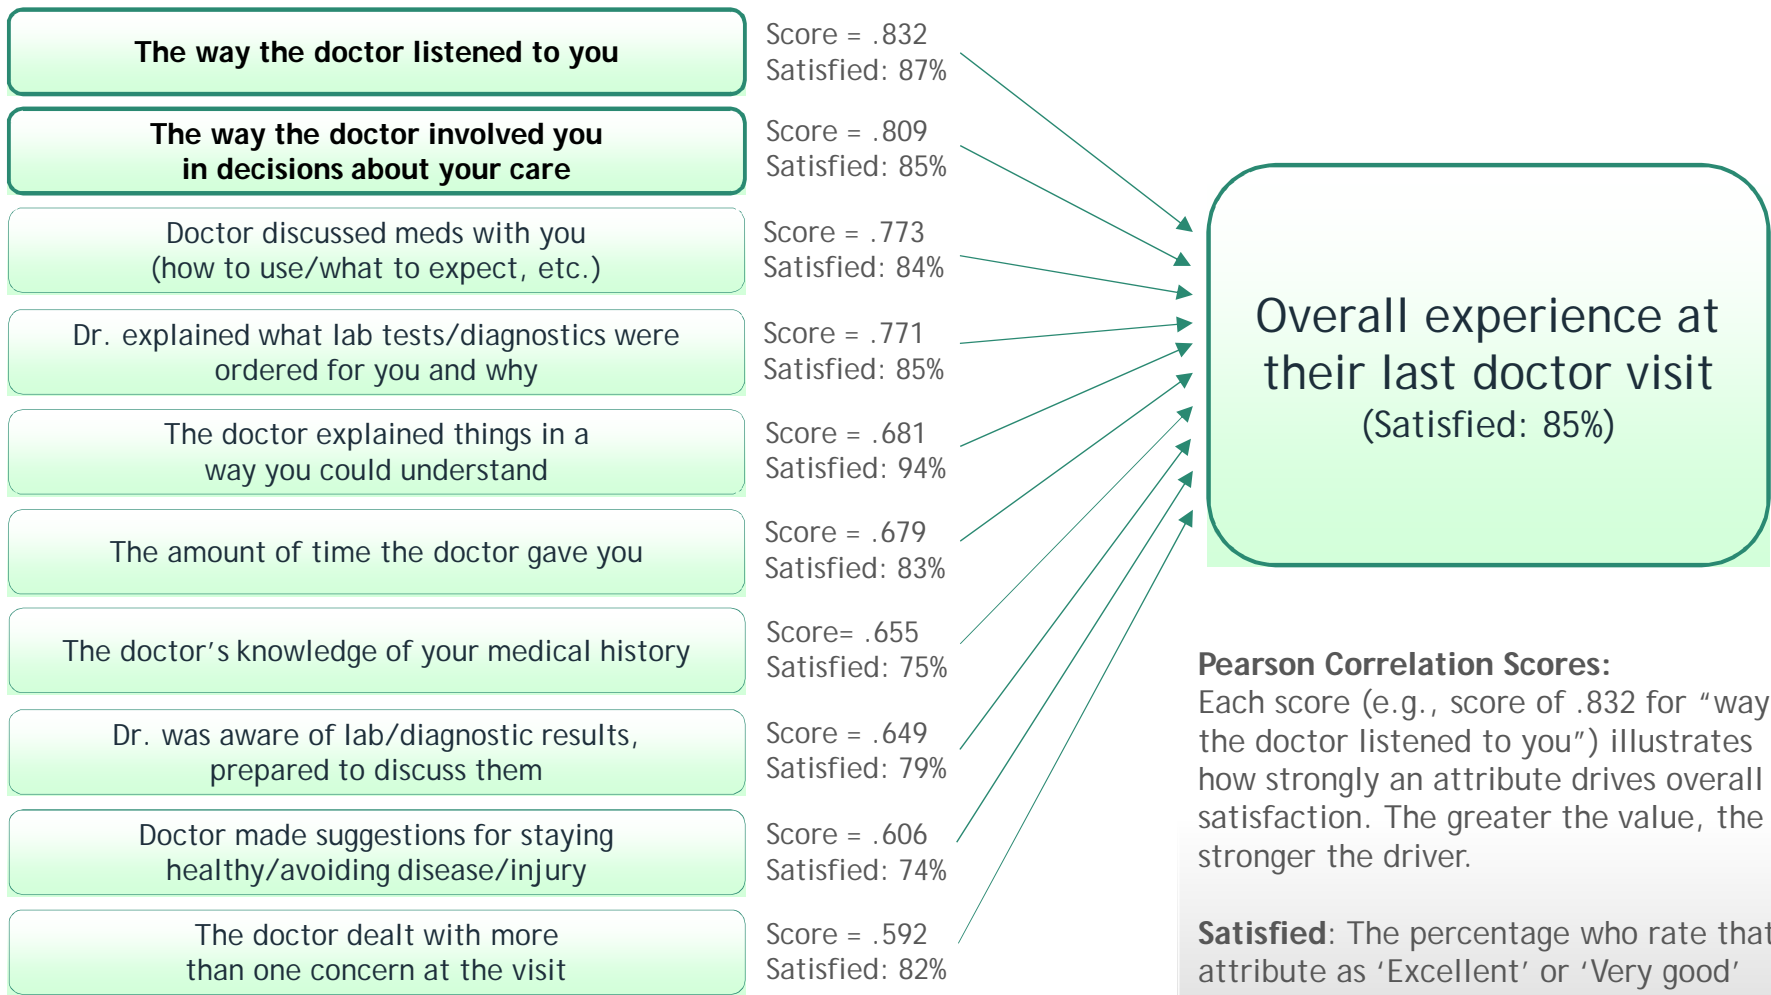 The way the doctor listened to you
Score = .832
Satisfied: 87%
The way the doctor involved you
in decisions about your care
Score = .809
Satisfied: 85%
Doctor discussed meds with you
(how to use/what to expect, etc.)
Score = .773
Satisfied: 84%
Dr. explained what lab tests/diagnostics were
ordered for you and why
Score = .771
Satisfied: 85%
The doctor explained things in a
way you could understand
Score = .681
Satisfied: 94%
The amount of time the doctor gave you
Score = .679
Satisfied: 83%
The doctor’s knowledge of your medical history
Score= .655
Satisfied: 75%
Dr. was aware of lab/diagnostic results,
prepared to discuss them
Score = .649
Satisfied: 79%
Doctor made suggestions for staying
healthy/avoiding disease/injury
Score = .606
Satisfied: 74%
The doctor dealt with more
than one concern at the visit
Score = .592
Satisfied: 82%
Overall experience at
their last doctor visit
(Satisfied: 85%)
Pearson Correlation Scores:
Each score (e.g., score of .832 for “way
the doctor listened to you”) illustrates
how strongly an attribute drives overall
satisfaction. The greater the value, the
stronger the driver.
Satisfied: The percentage who rate that
attribute as ‘Excellent’ or ‘Very good’